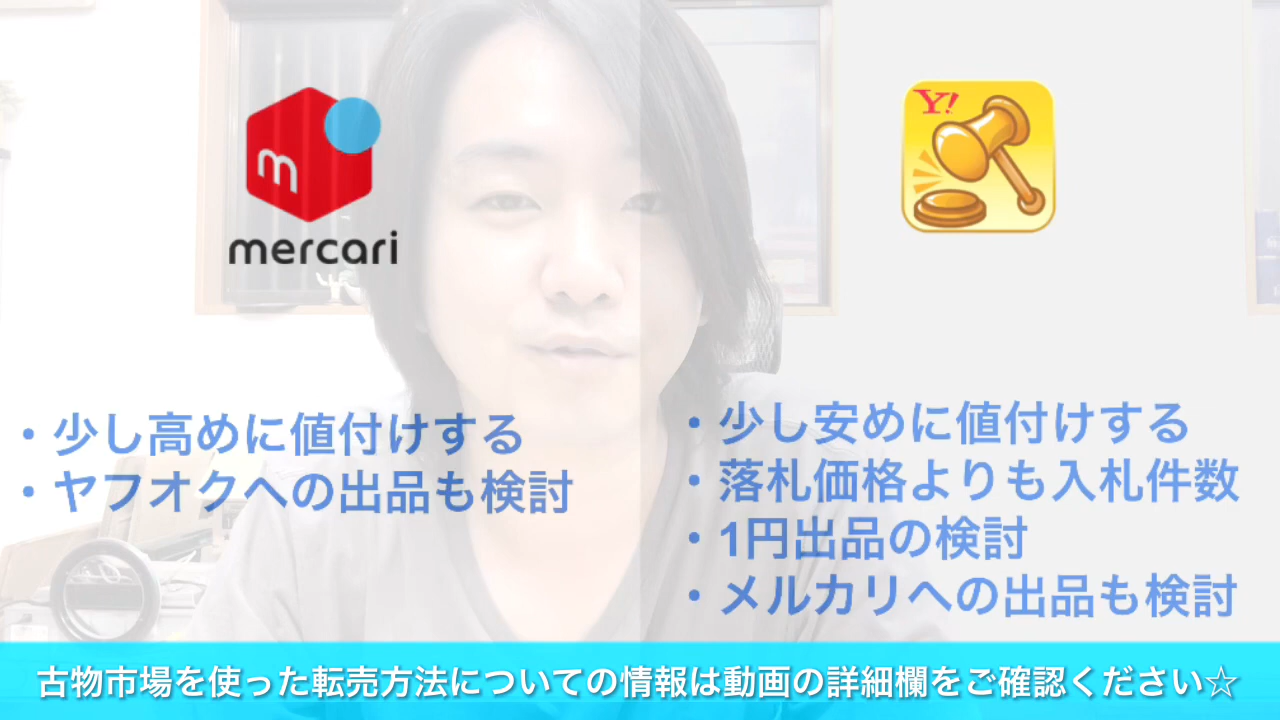 m
mercari
Y!
・少し高めに値付けする
・ヤフオクへの出品も検討
・少し安めに値付けする
・落札価格よりも入札件数
・1円出品の検討
・メルカリへの出品も検討
古物市場を使った転売方法についての情報は動画の詳細欄をご確認ください☆